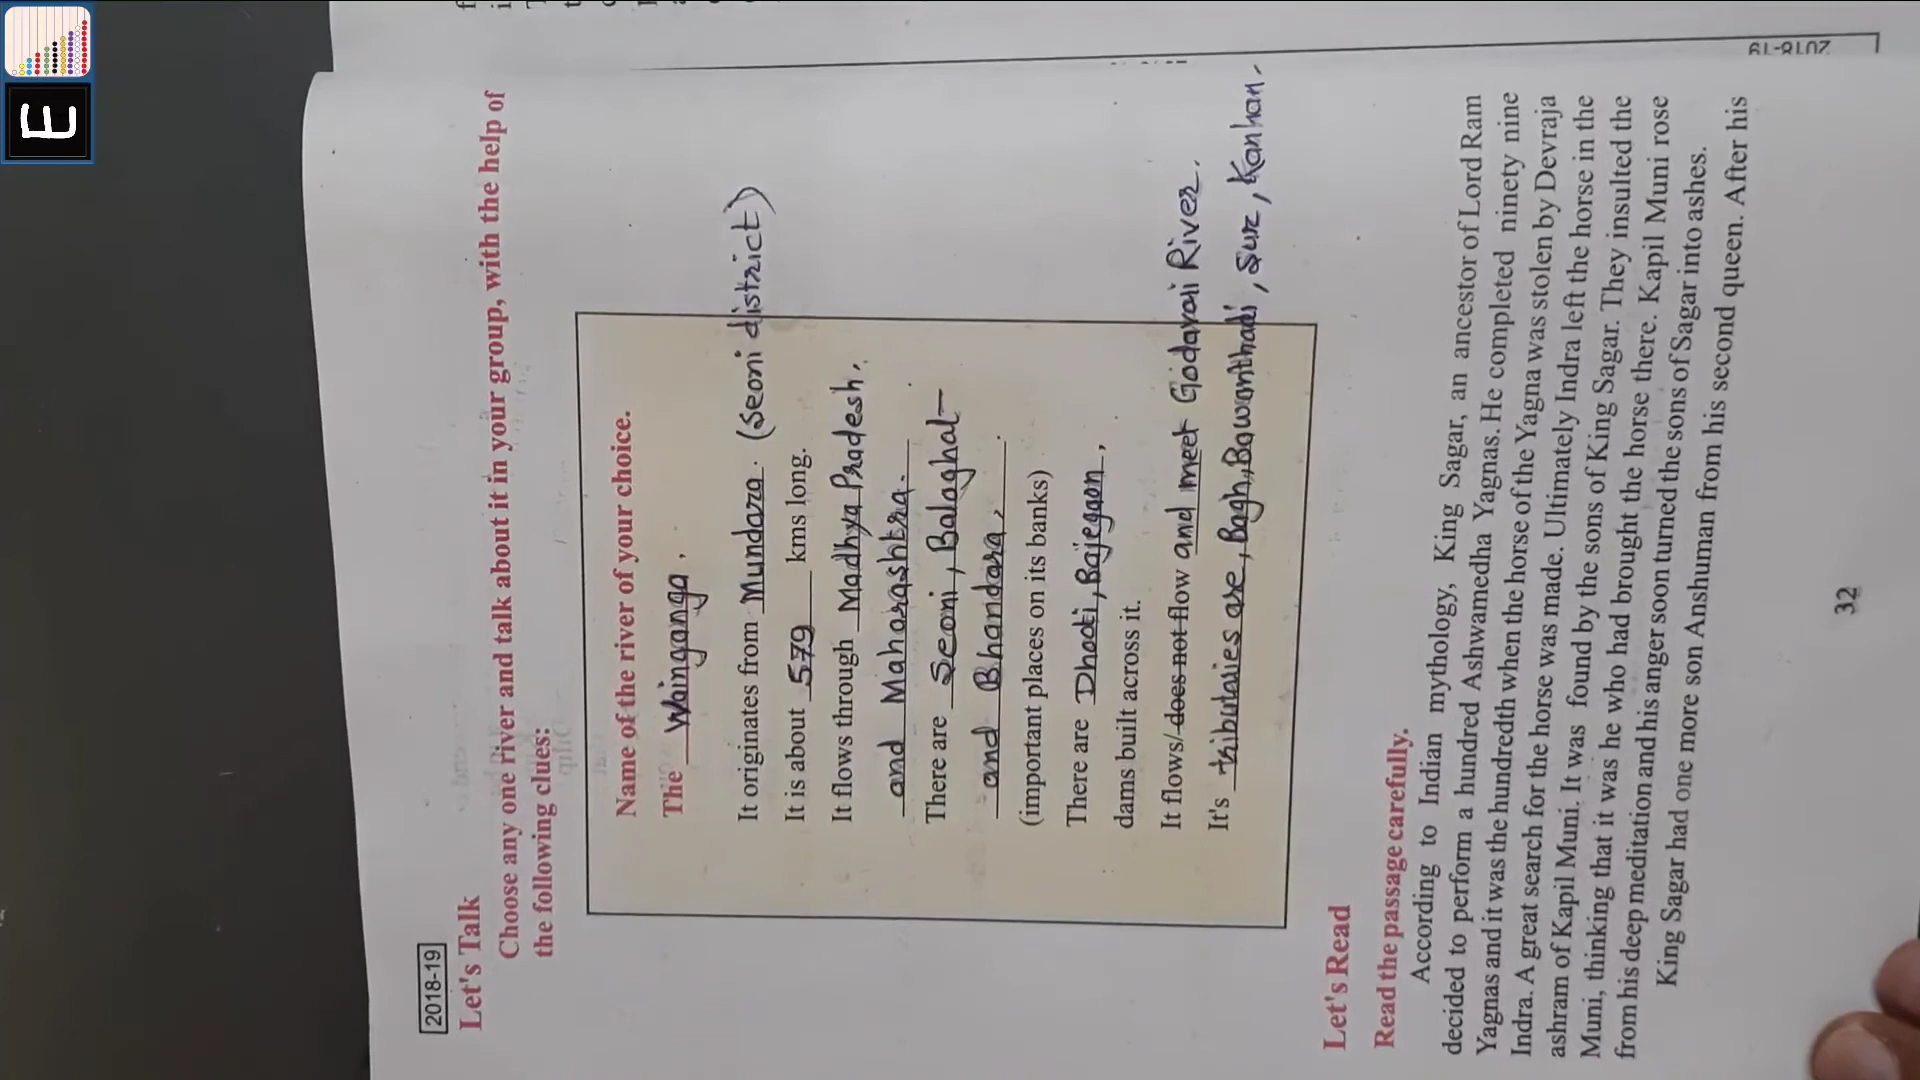 E
2018-19
Let's Talk
Choose any one river and talk about it in your group, with the help of
the following clues:
Name of the river of your choice.
The Wainganga.
It originates from Mundara. (Seoni district)
It is about 579 kms long.
It flows through Madhya Pradesh.
and Maharashtra.
There are Seoni, Balaghat-
and Bhandara,
(important places on its banks)
There are Dhooti, Bajegaon,
dams built across it.
It flows/does not flow and meet Godavari River.
It's tributaries are, Bagh, Bawanthadi, Sur, Kanhan.
Let's Read
Read the passage carefully.
According to Indian mythology, King Sagar, an ancestor of Lord Ram
decided to perform a hundred Ashwamedha Yagnas. He completed ninety nine
Yagnas and it was the hundredth when the horse of the Yagna was stolen by Devraja
Indra. A great search for the horse was made. Ultimately Indra left the horse in the
ashram of Kapil Muni. It was found by the sons of King Sagar. They insulted the
Muni, thinking that it was he who had brought the horse there. Kapil Muni rose
from his deep meditation and his anger soon turned the sons of Sagar into ashes.
King Sagar had one more son Anshuman from his second queen. After his
32
2018-19